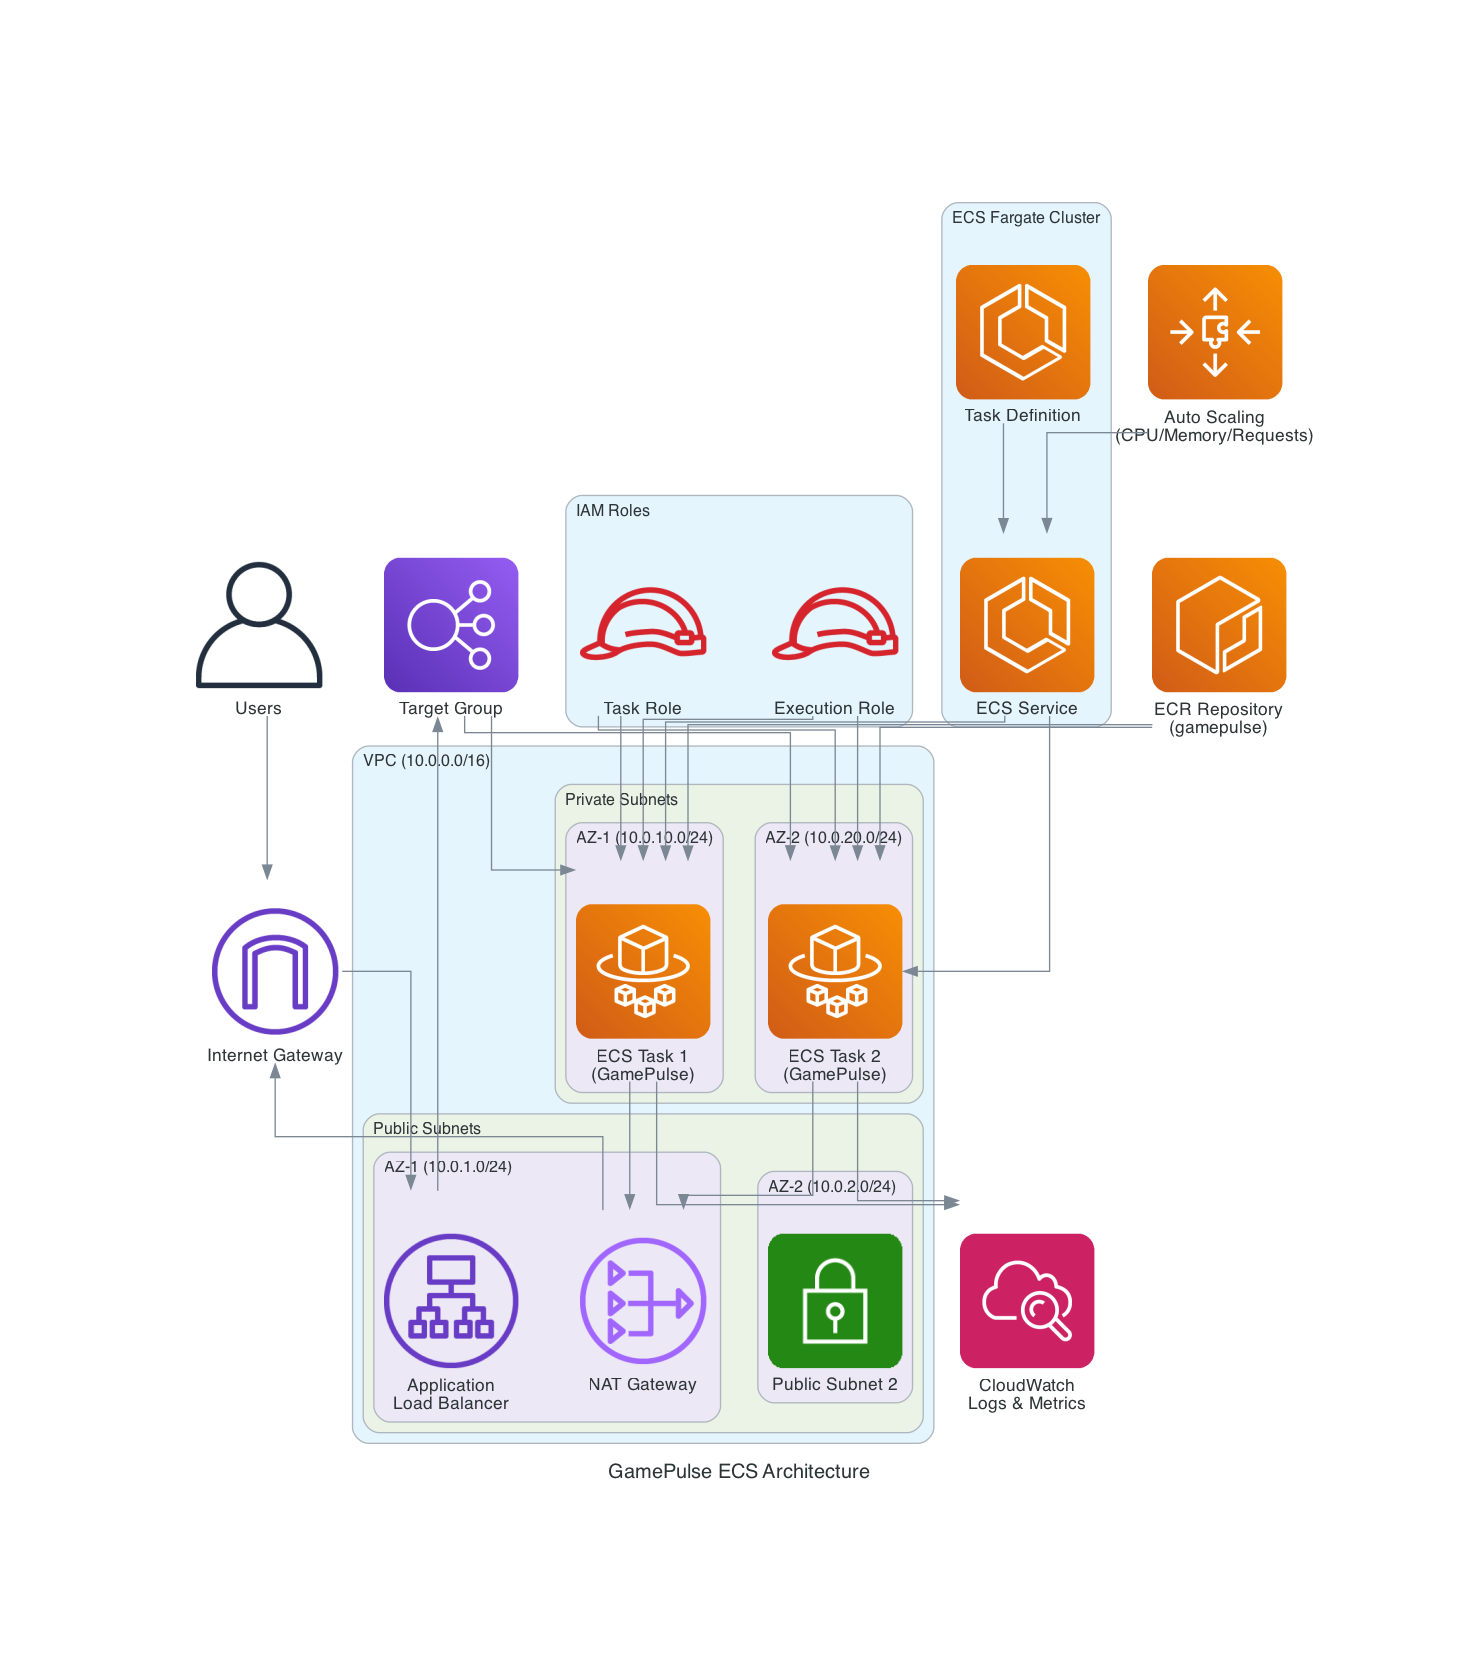 ECS Fargate Cluster
Task Definition
Auto Scaling
(CPU/Memory/Requests)
IAM Roles
Users
Target Group
Task Role
Execution Role
ECS Service
ECR Repository
(gamepulse)
VPC (10.0.0.0/16)
Private Subnets
AZ-1 (10.0.10.0/24)
AZ-2 (10.0.20.0/24)
Internet Gateway
ECS Task 1
(GamePulse)
ECS Task 2
(GamePulse)
Public Subnets
AZ-1 (10.0.1.0/24)
AZ-2 (10.0.2.0/24)
Application
Load Balancer
NAT Gateway
Public Subnet 2
CloudWatch
Logs & Metrics
GamePulse ECS Architecture